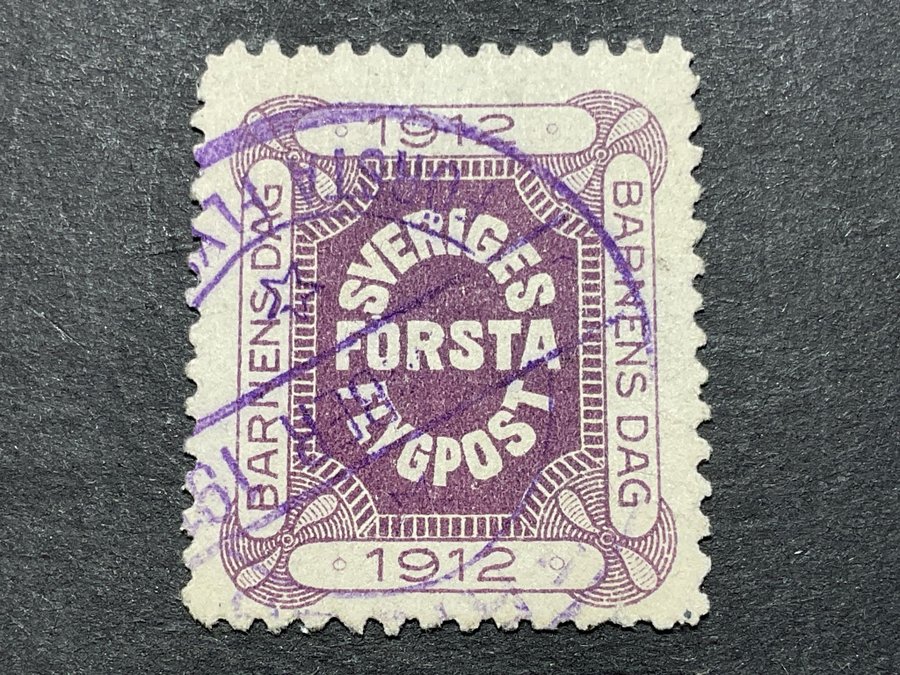 1912
BARNENS DAG
SVERIGES
FÖRSTA
FLYGPOST
BARNENS DAG
1912